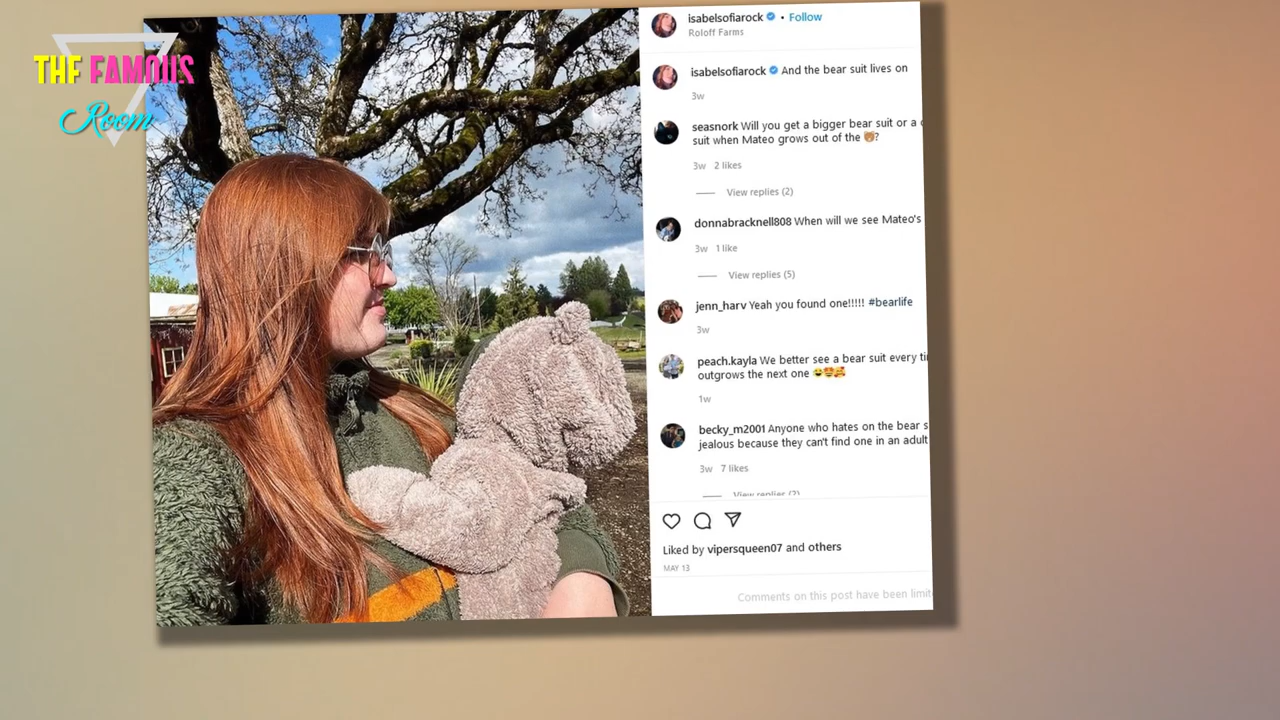 THE FAMOUS
Room
isabelsofiarock • Follow
Roloff Farms
isabelsofiarock And the bear suit lives on
3w
seasnork Will you get a bigger bear suit or a
suit when Mateo grows out of the 🐻?
3w 2 likes
View replies (2)
donnabracknell808 When will we see Mateo's
3w 1 like
View replies (5)
jenn_harv Yeah you found one!!!!! #bearlife
3w
peach.kayla We better see a bear suit every
outgrows the next one 😂🤩🥰
1w
becky_m2001 Anyone who hates on the bear
jealous because they can't find one in an adult
3w 7 likes
View replies (2)
Liked by vipersqueen07 and others
MAY 13
Comments on this post have been